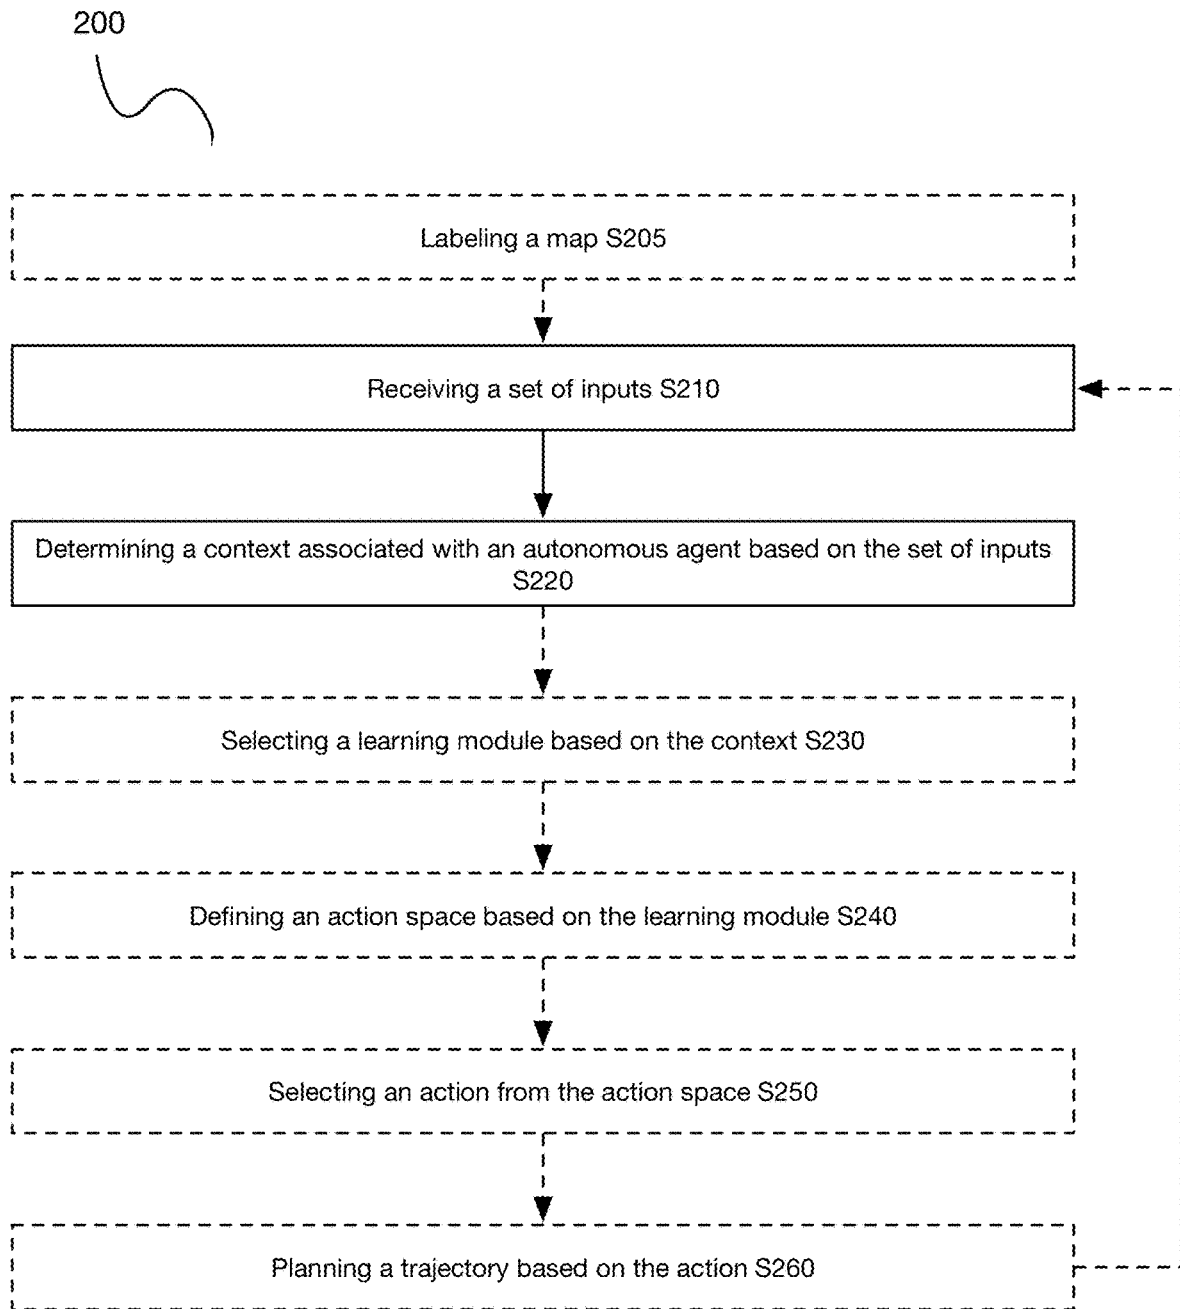 200
Labeling a map S205
Receiving a set of inputs S210
Determining a context associated with an autonomous agent based on the set of inputs
S220
Selecting a learning module based on the context S230
Defining an action space based on the learning module S240
Selecting an action from the action space S250
Planning a trajectory based on the action S260